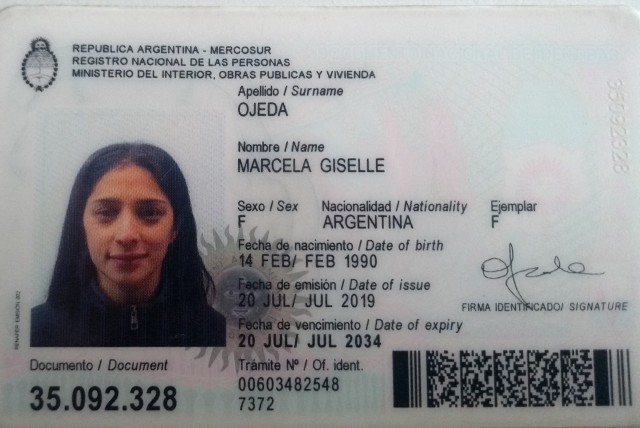 REPUBLICA ARGENTINA - MERCOSUR
REGISTRO NACIONAL DE LAS PERSONAS
MINISTERIO DEL INTERIOR, OBRAS PUBLICAS Y VIVIENDA
Apellido / Surname
OJEDA
Nombre / Name
MARCELA GISELLE
Sexo / Sex Nacionalidad / Nationality Ejemplar
F ARGENTINA F
Fecha de nacimiento / Date of birth
14 FEB/ FEB 1990
Fecha de emisión / Date of issue
20 JUL/ JUL 2019
FIRMA IDENTIFICADO/ SIGNATURE
Fecha de vencimiento / Date of expiry
20 JUL/ JUL 2034
Documento / Document
35.092.328
Trámite Nº / Of. ident.
00603482548
7372